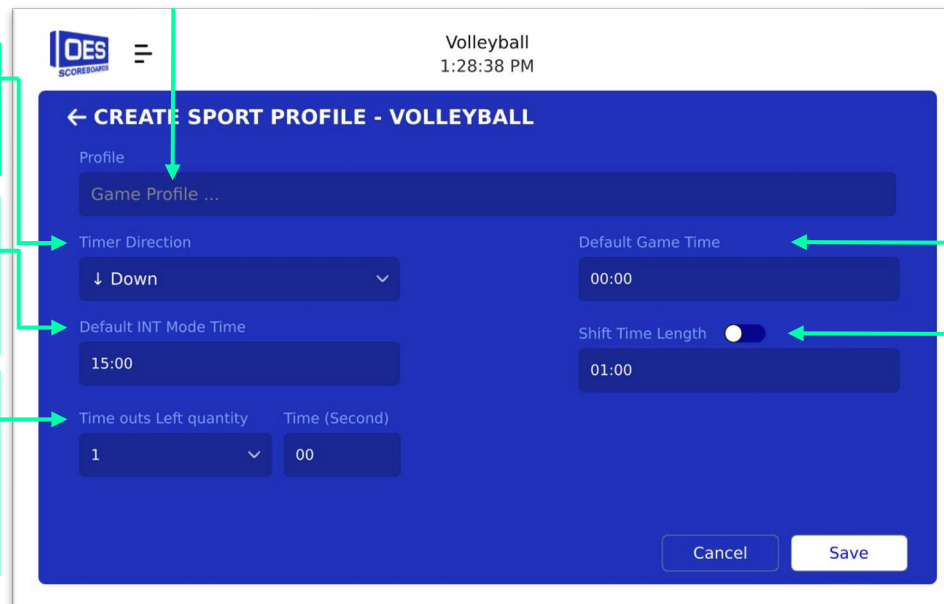 OES
SCOREBOARDS
Volleyball
1:28:38 PM
← CREATE SPORT PROFILE - VOLLEYBALL
Profile
Game Profile ...
Timer Direction
↓ Down
Default Game Time
00:00
Default INT Mode Time
15:00
Shift Time Length
01:00
Time outs Left quantity
Time (Second)
1
00
Cancel
Save